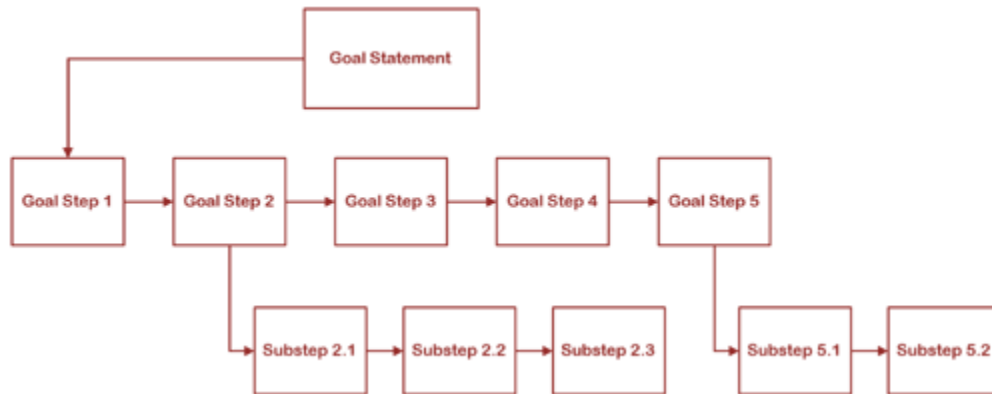 Goal Statement
Goal Step 1
Goal Step 2
Goal Step 3
Goal Step 4
Goal Step 5
Substep 2.1
Substep 2.2
Substep 2.3
Substep 5.1
Substep 5.2